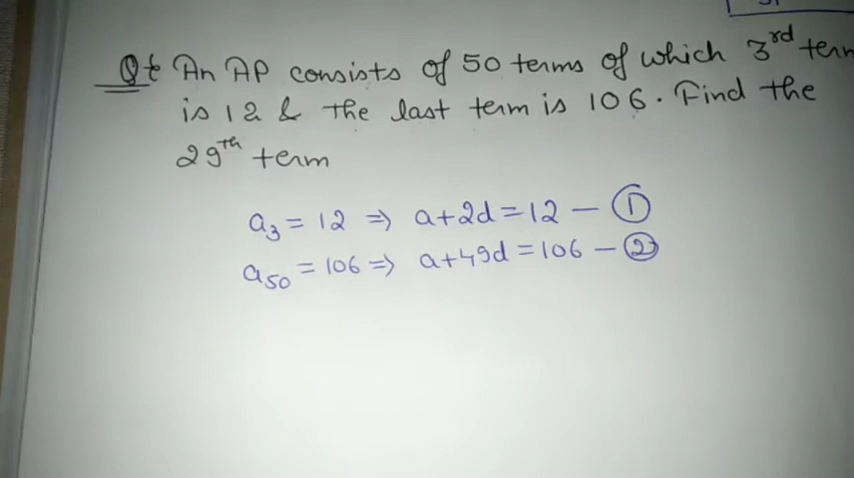 Q† An AP consists of 50 terms of which 3rd term
is 12 & the last term is 106. Find the
29th term
a3 = 12 ⇒ a+2d=12 — ①
a50 = 106 ⇒ a+49d=106 — ②